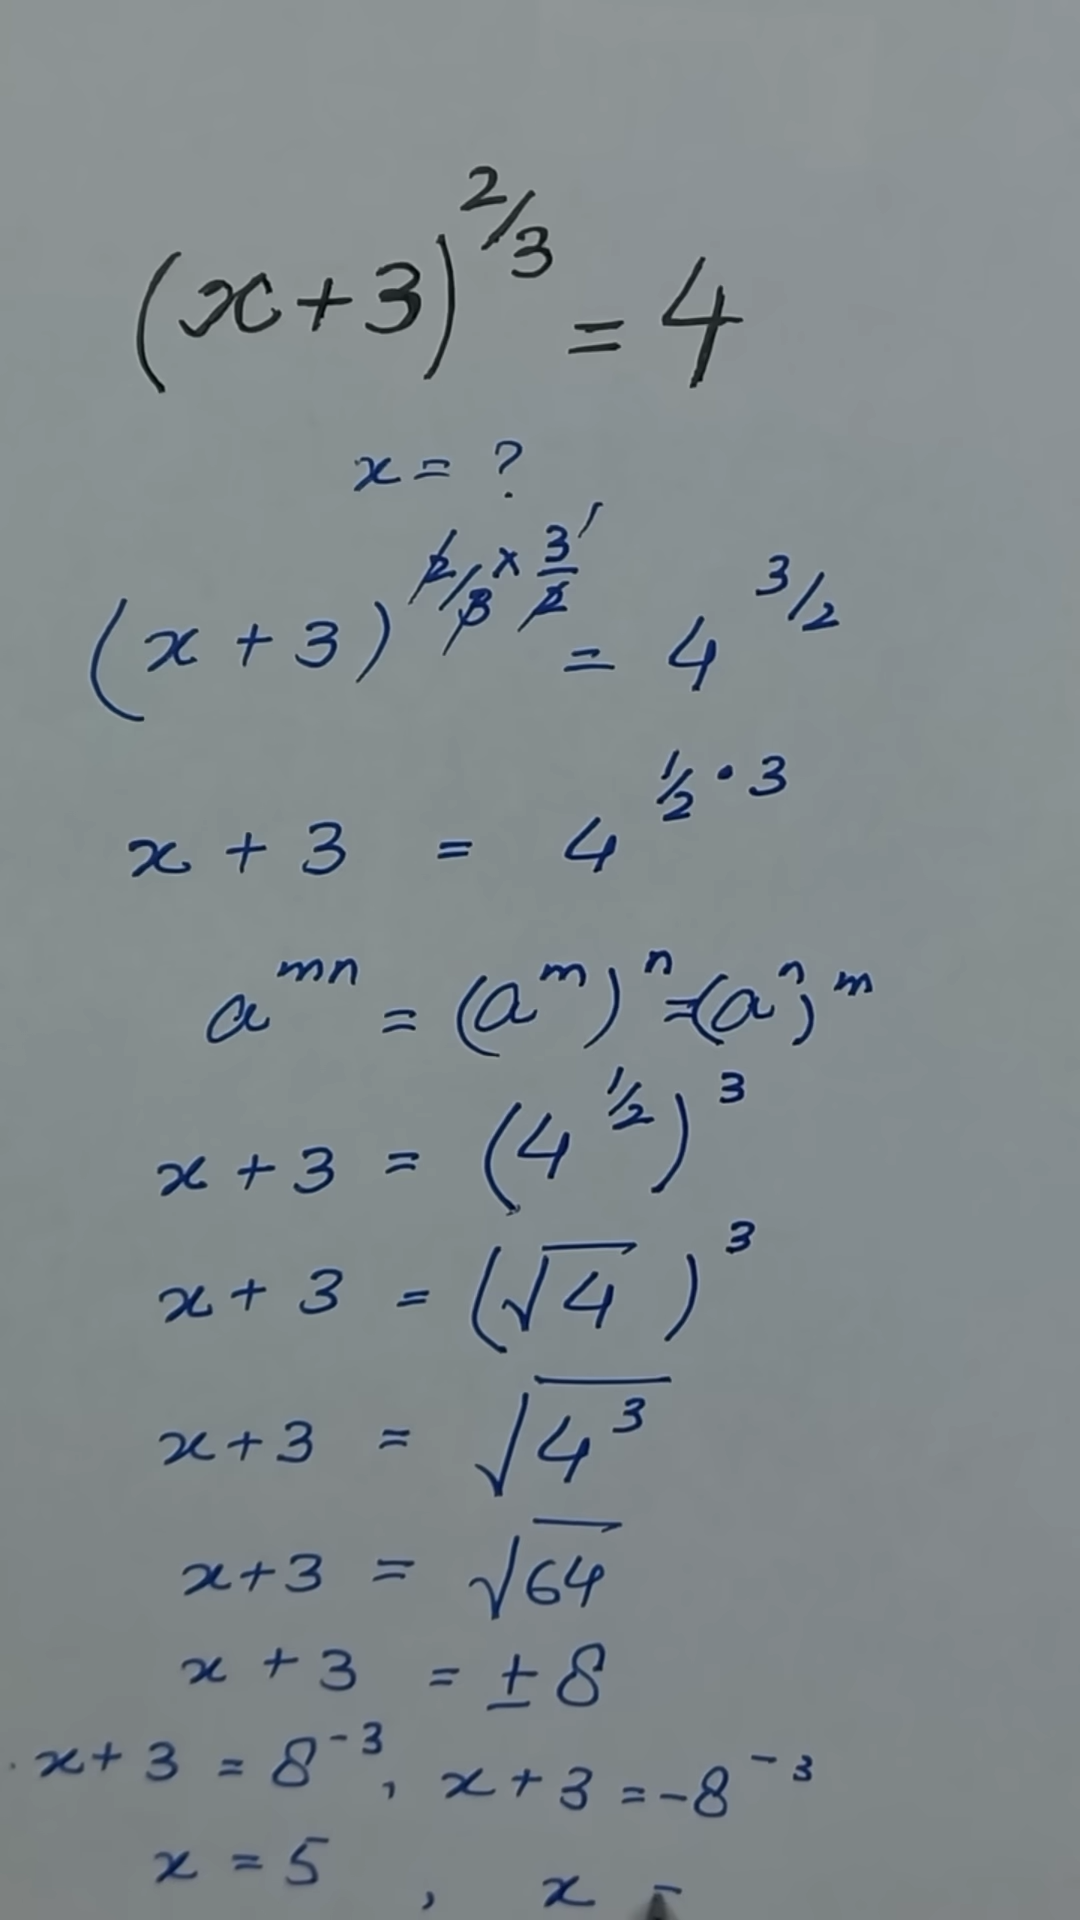 (x+3)^2/3 = 4
x = ?
(x + 3)^2/3 × 3/2 1 = 4^3/2
x + 3 = 4^1/2 · 3
a^mn = (a^m)^n = (a^n)^m
x + 3 = (4^1/2)^3
x + 3 = (√4)^3
x+3 = √4^3
x+3 = √64
x + 3 = ± 8
x+ 3 = 8^-3, x + 3 = -8^-3
x = 5 , x